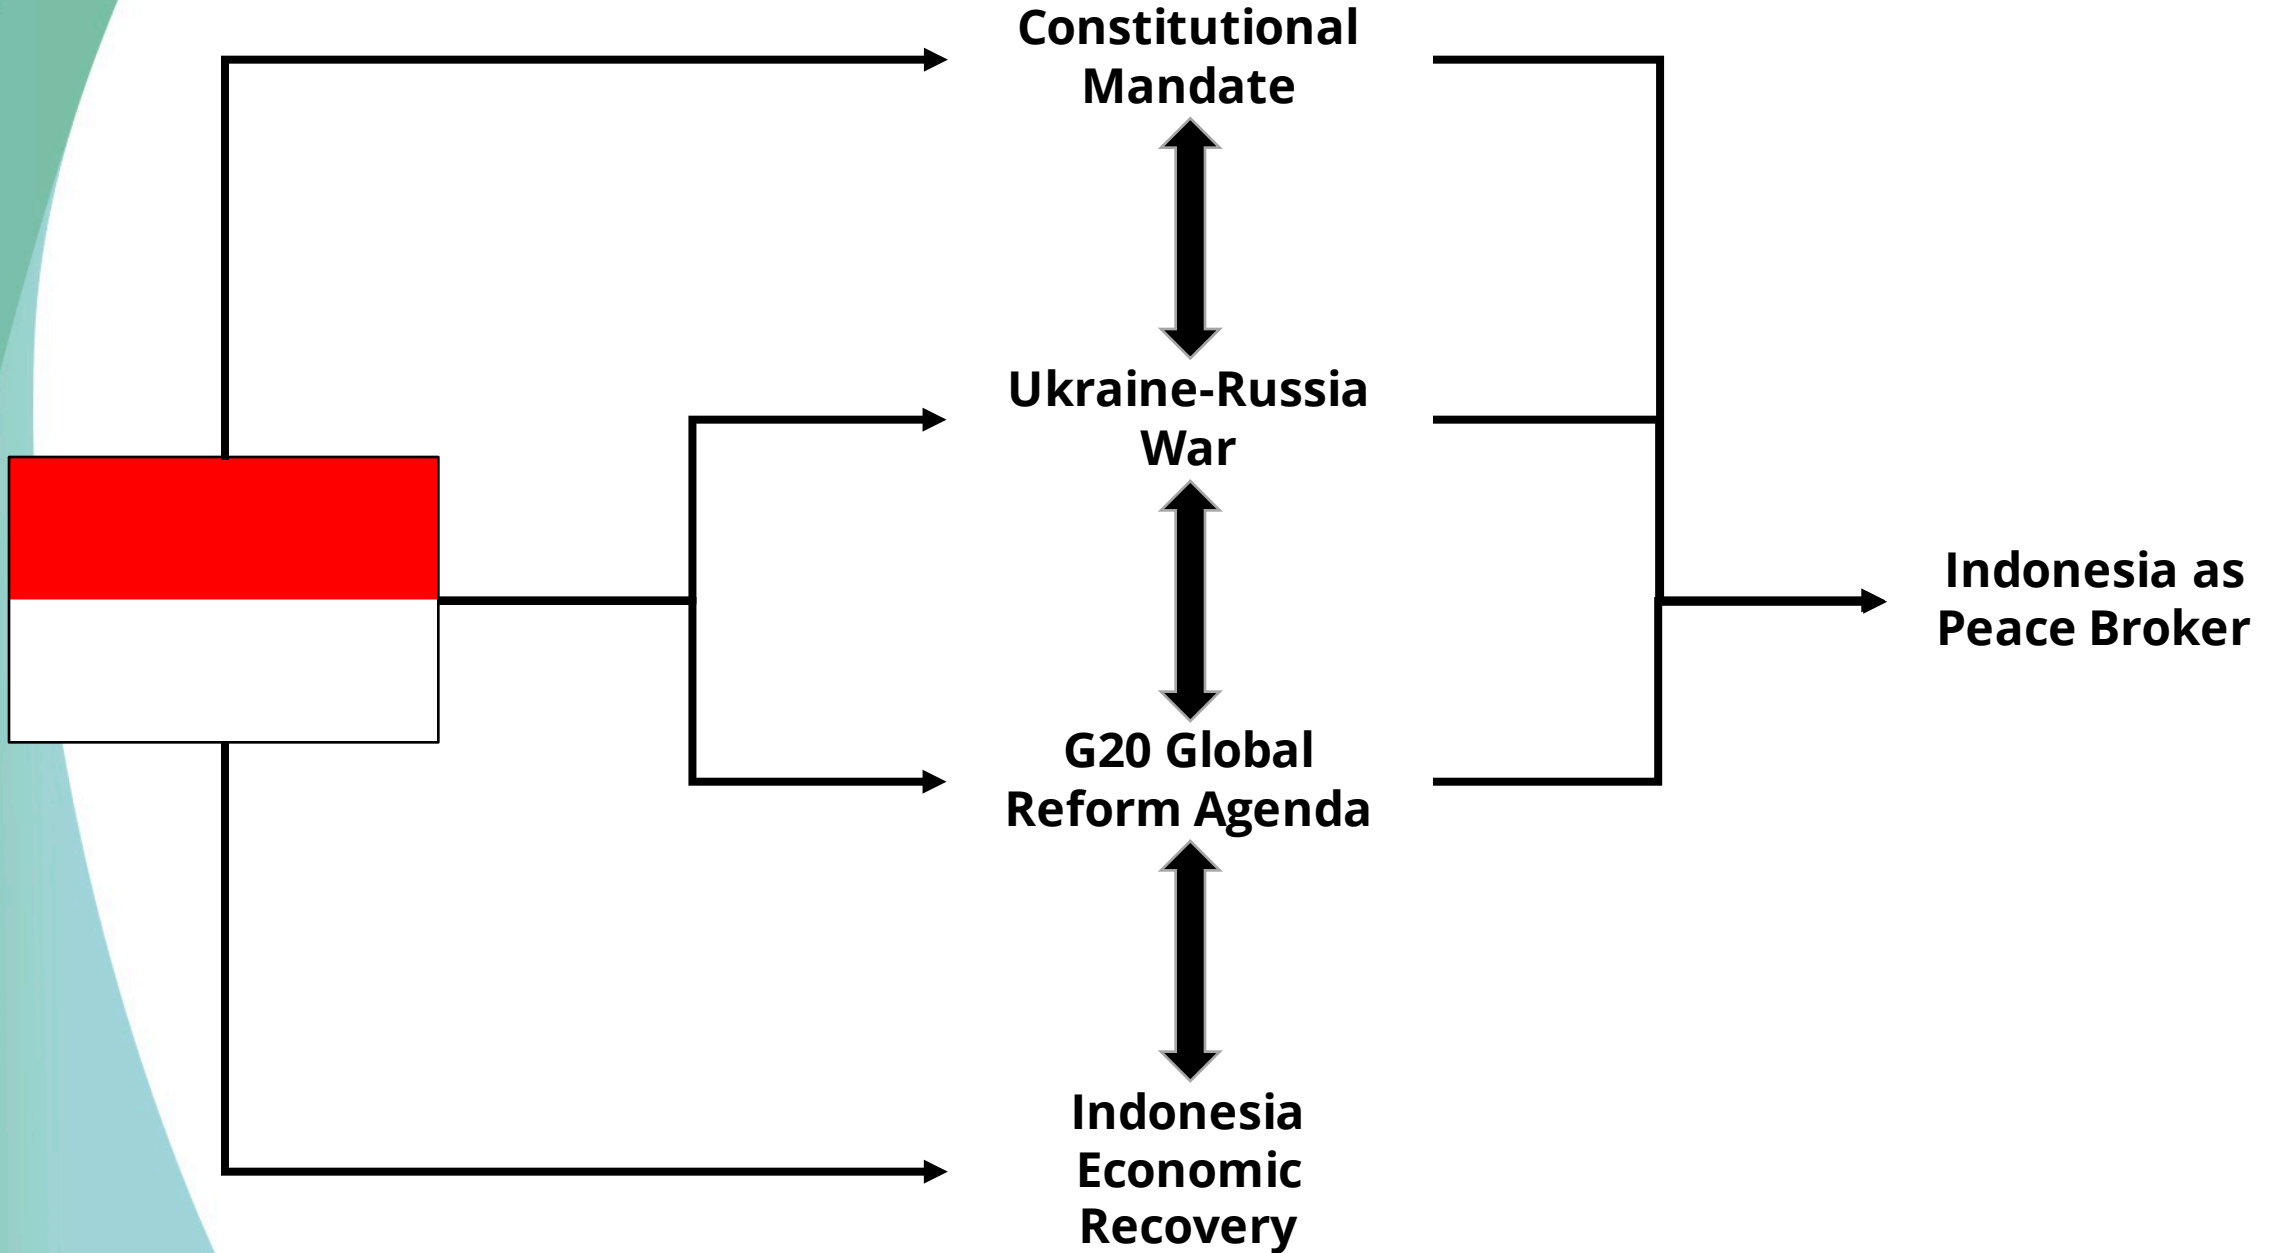 Constitutional
Mandate
Ukraine-Russia
War
Indonesia as
Peace Broker
G20 Global
Reform Agenda
Indonesia
Economic
Recovery